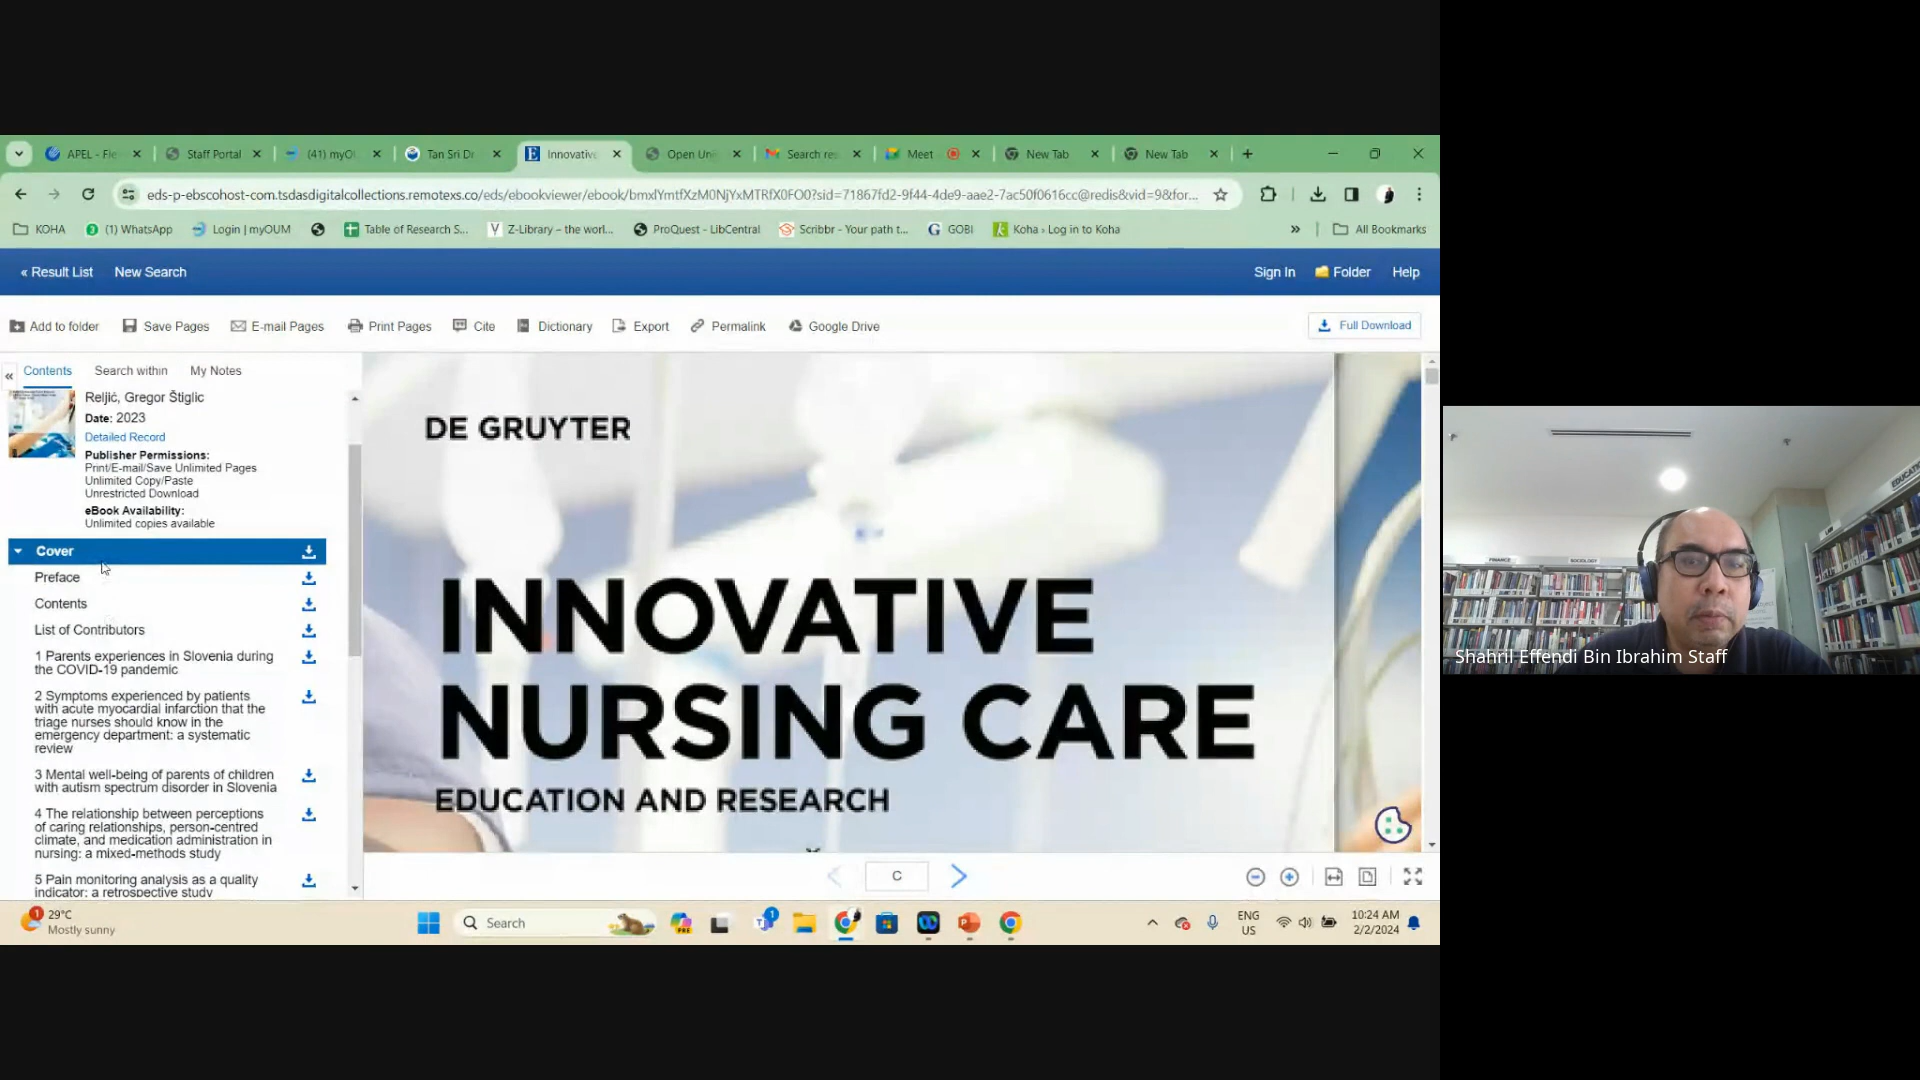 APEL - Fle
Staff Portal
(41) myO
Tan Sri Dr
Innovative
Open Uni
Search res
Meet
New Tab
New Tab
eds-p-ebscohost-com.tsdasdigitalcollections.remotexs.co/eds/ebookviewer/ebook/bmxlYmtfXzM0NjYxMTRfX0FO0?sid=71867fd2-9f44-4de9-aae2-7ac50f0616cc@redis&vid=9&for...
KOHA
(1) WhatsApp
Login | myOUM
Table of Research S...
Z-Library – the worl...
ProQuest - LibCentral
Scribbr - Your path t...
GOBI
Koha › Log in to Koha
»
All Bookmarks
« Result List
New Search
Sign In
Folder
Help
Add to folder
Save Pages
E-mail Pages
Print Pages
Cite
Dictionary
Export
Permalink
Google Drive
Full Download
«
Contents
Search within
My Notes
Reljić, Gregor Štiglic
Date: 2023
Detailed Record
Publisher Permissions:
Print/E-mail/Save Unlimited Pages
Unlimited Copy/Paste
Unrestricted Download
eBook Availability:
Unlimited copies available
Cover
Preface
Contents
List of Contributors
1 Parents experiences in Slovenia during
the COVID-19 pandemic
2 Symptoms experienced by patients
with acute myocardial infarction that the
triage nurses should know in the
emergency department: a systematic
review
3 Mental well-being of parents of children
with autism spectrum disorder in Slovenia
4 The relationship between perceptions
of caring relationships, person-centred
climate, and medication administration in
nursing: a mixed-methods study
5 Pain monitoring analysis as a quality
indicator: a retrospective study
DE GRUYTER
INNOVATIVE
NURSING CARE
EDUCATION AND RESEARCH
C
1
29°C
Mostly sunny
Search
PRE
1
ENG
US
10:24 AM
2/2/2024
FINANCE
SOCIOLOGY
Shahril Effendi Bin Ibrahim Staff